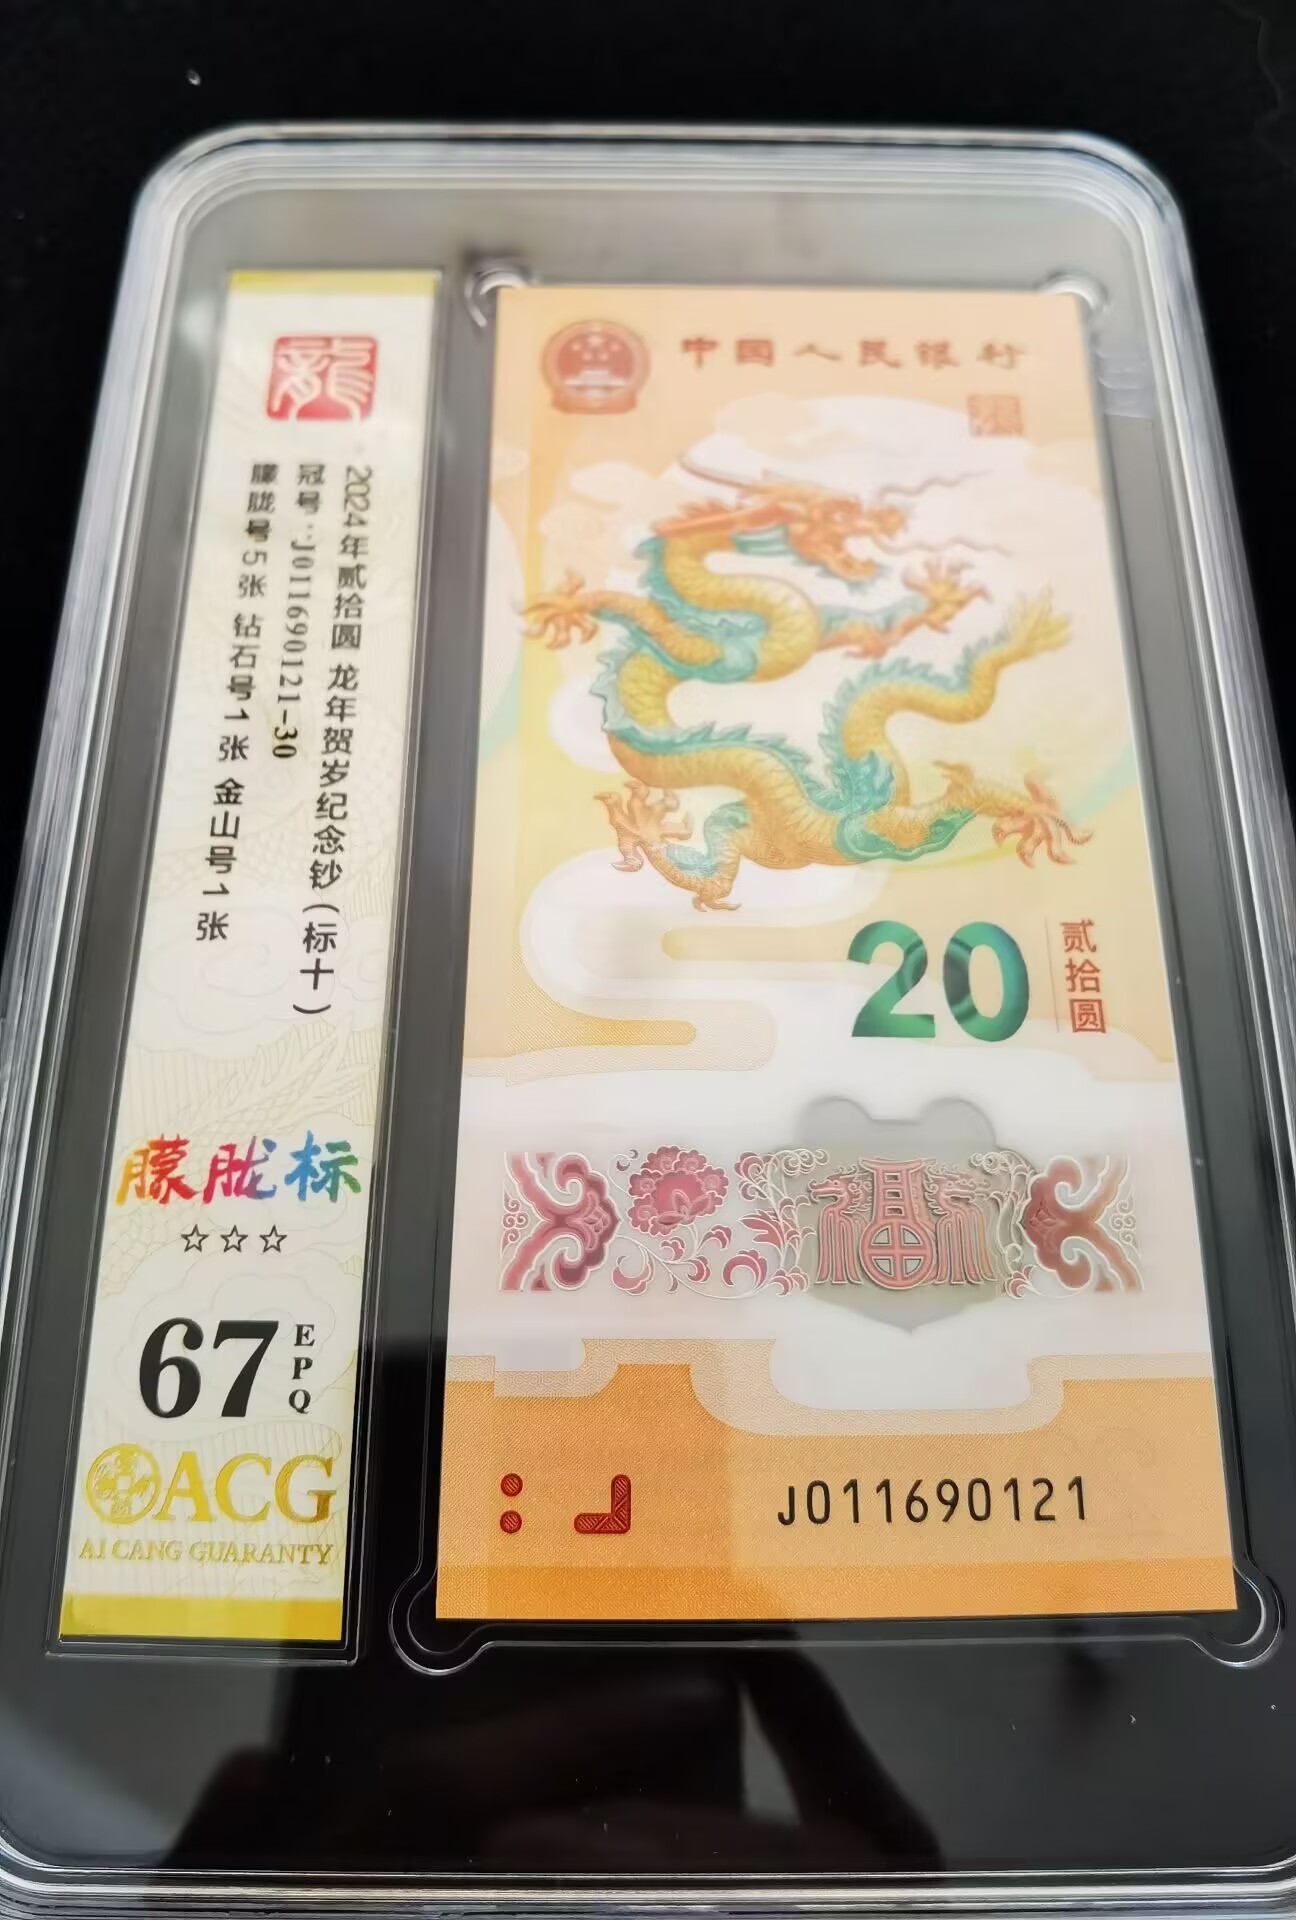 龍
2024年贰拾圆 龙年贺岁纪念钞(标十)
冠号:J011690121-30
朦胧号5张 钻石号1张 金山号1张
朦胧标
☆☆☆
67 EPQ
ACG
AI CANG GUARANTY
中国人民银行
20 贰拾圆
福
J011690121